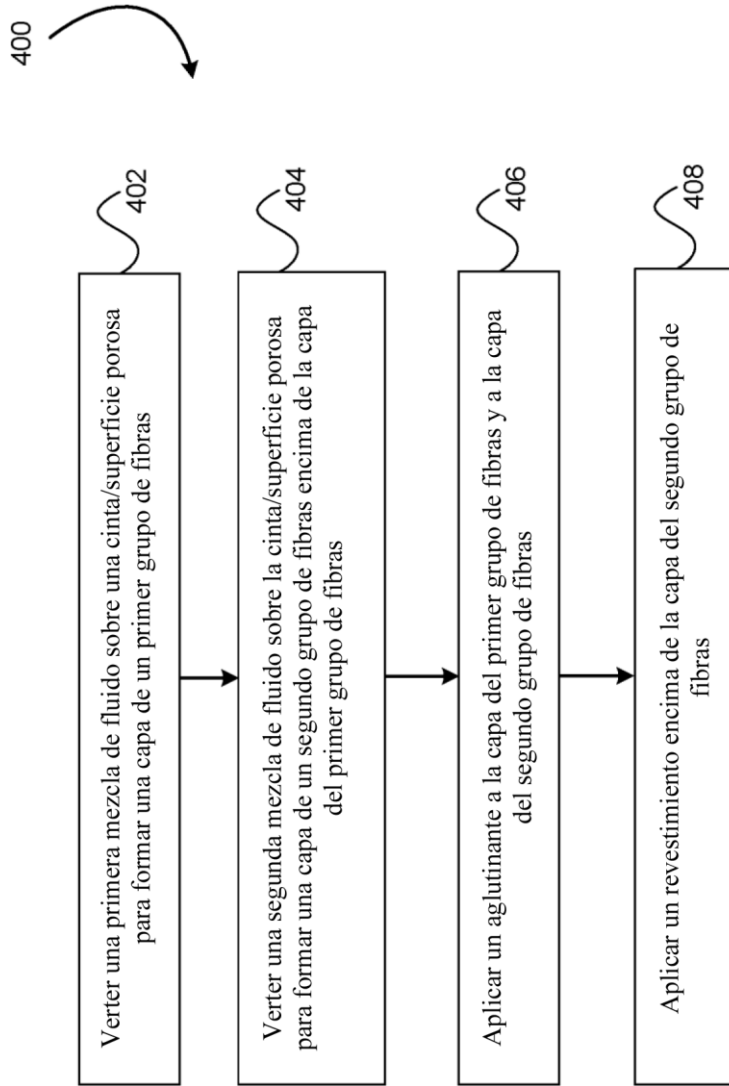 400
Verter una primera mezcla de fluido sobre una cinta/superficie porosa
para formar una capa de un primer grupo de fibras
402
Verter una segunda mezcla de fluido sobre la cinta/superficie porosa
para formar una capa de un segundo grupo de fibras encima de la capa
del primer grupo de fibras
404
Aplicar un aglutinante a la capa del primer grupo de fibras y a la capa
del segundo grupo de fibras
406
Aplicar un revestimiento encima de la capa del segundo grupo de
fibras
408